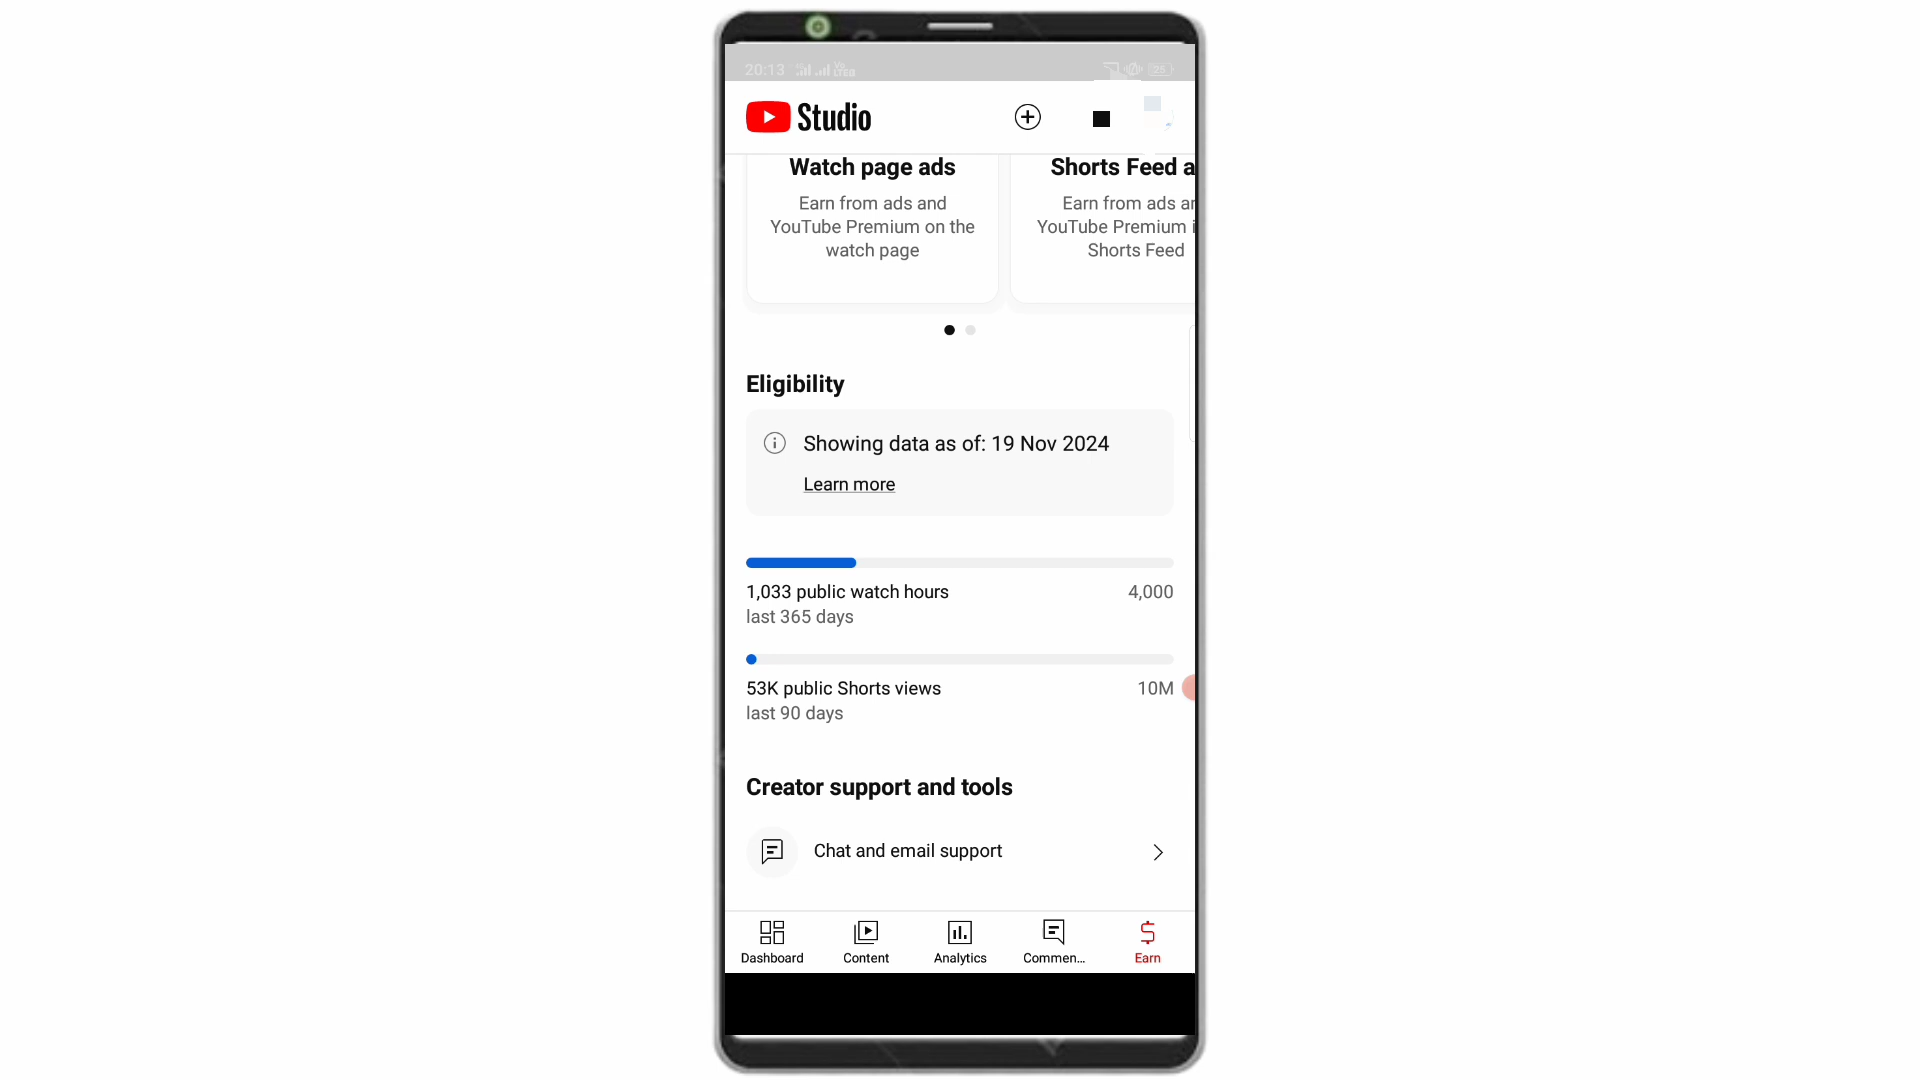 20:13
Studio
Watch page ads
Earn from ads and
YouTube Premium on the
watch page
Shorts Feed a
Earn from ads ar
YouTube Premium i
Shorts Feed
Eligibility
Showing data as of: 19 Nov 2024
Learn more
1,033 public watch hours 4,000
last 365 days
53K public Shorts views 10M
last 90 days
Creator support and tools
Chat and email support
Dashboard Content Analytics Commen... Earn